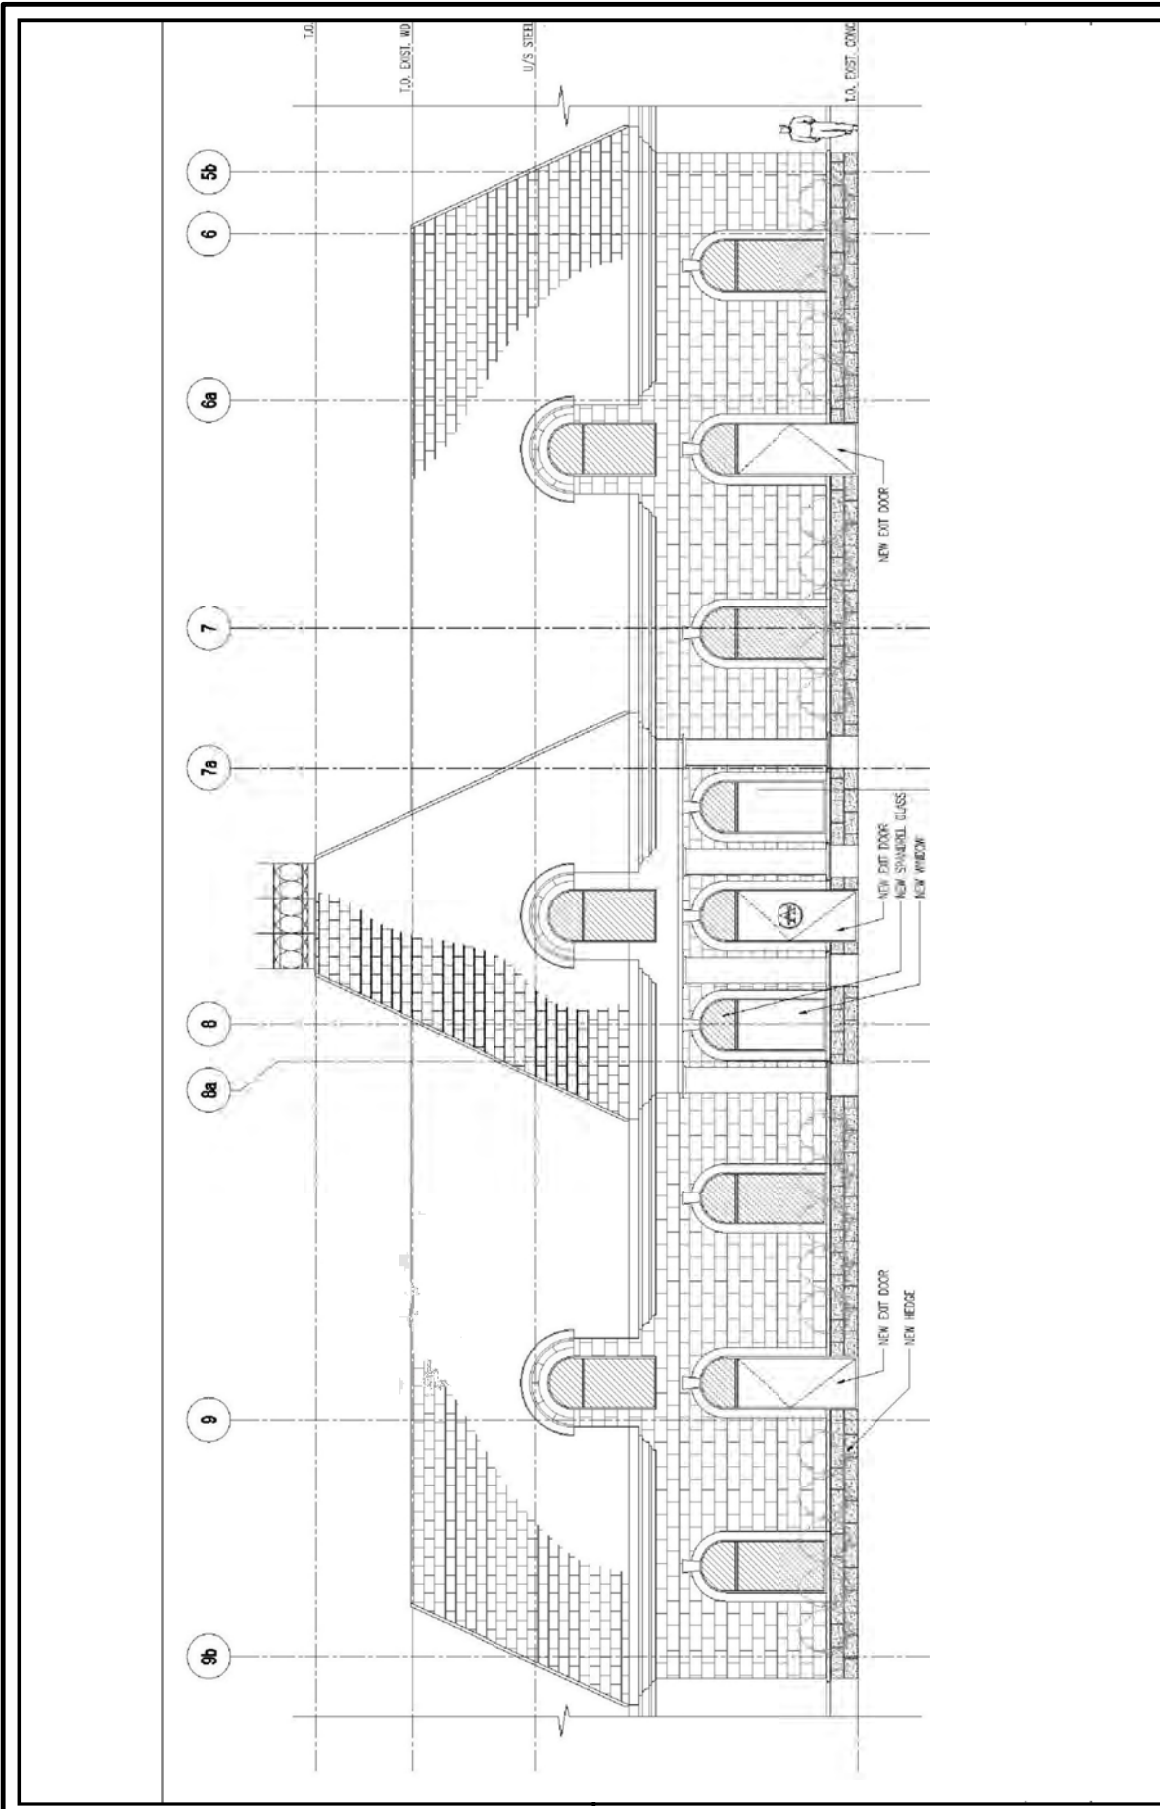 9b
9
8a
8
7a
7
6a
6
5b
T.O.
T.O. EXIST. WD
U/S STEEL
T.O. EXIST. CONC
NEW EXIT DOOR
NEW HEDGE
NEW EXIT DOOR
NEW SPANDREL GLASS
NEW WINDOW
NEW EXIT DOOR